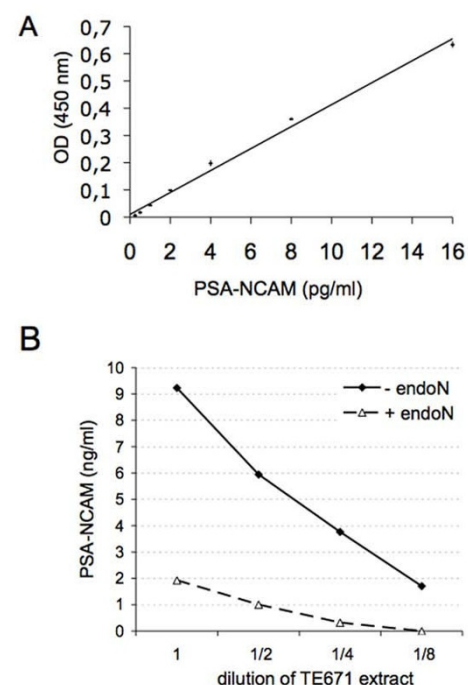 A
0,7
0,6
0,5
0,4
0,3
0,2
0,1
0
OD (450 nm)
0 2 4 6 8 10 12 14 16
PSA-NCAM (pg/ml)
B
10
9
8
7
6
5
4
3
2
1
0
PSA-NCAM (ng/ml)
- endoN
+ endoN
1 1/2 1/4 1/8
dilution of TE671 extract